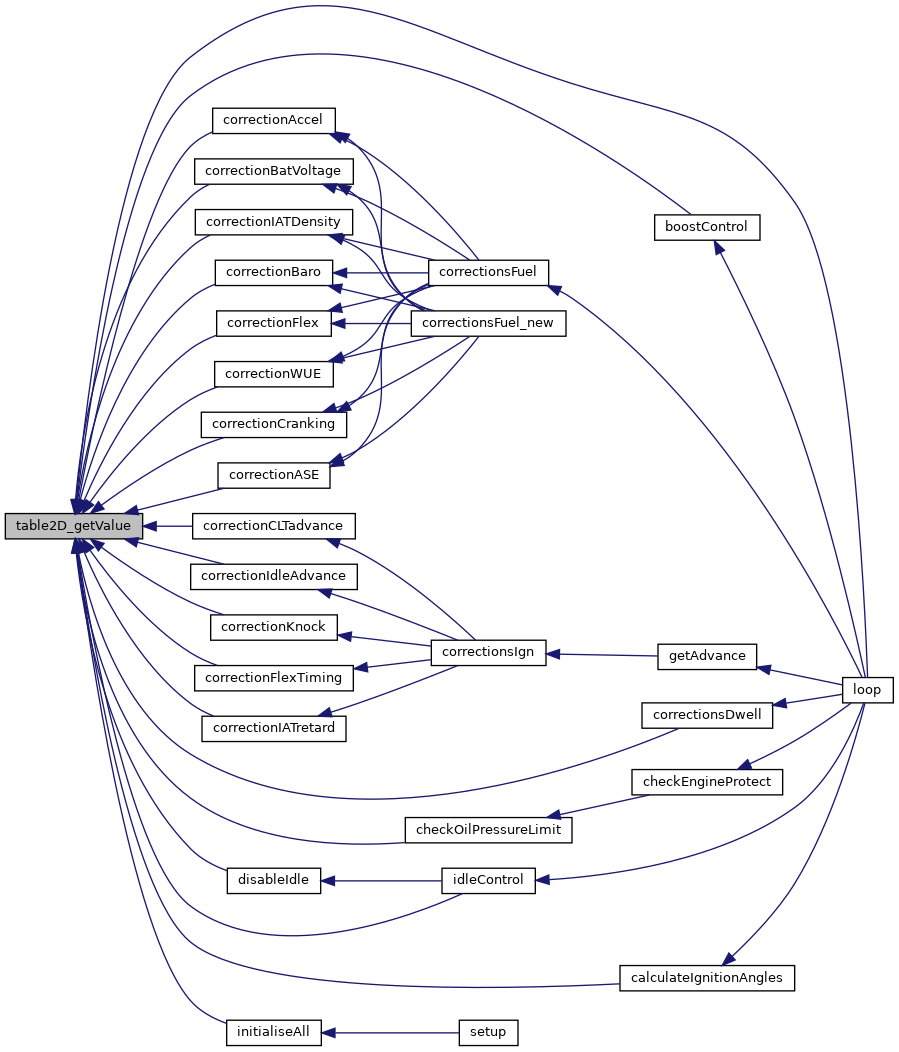 correctionAccel
correctionBatVoltage
correctionIATDensity
boostControl
correctionBaro
correctionsFuel
correctionFlex
correctionsFuel_new
correctionWUE
correctionCranking
correctionASE
table2D_getValue
correctionCLTadvance
correctionIdleAdvance
correctionKnock
correctionsIgn
getAdvance
correctionFlexTiming
loop
correctionIATretard
correctionsDwell
checkEngineProtect
checkOilPressureLimit
disableIdle
idleControl
calculateIgnitionAngles
initialiseAll
setup